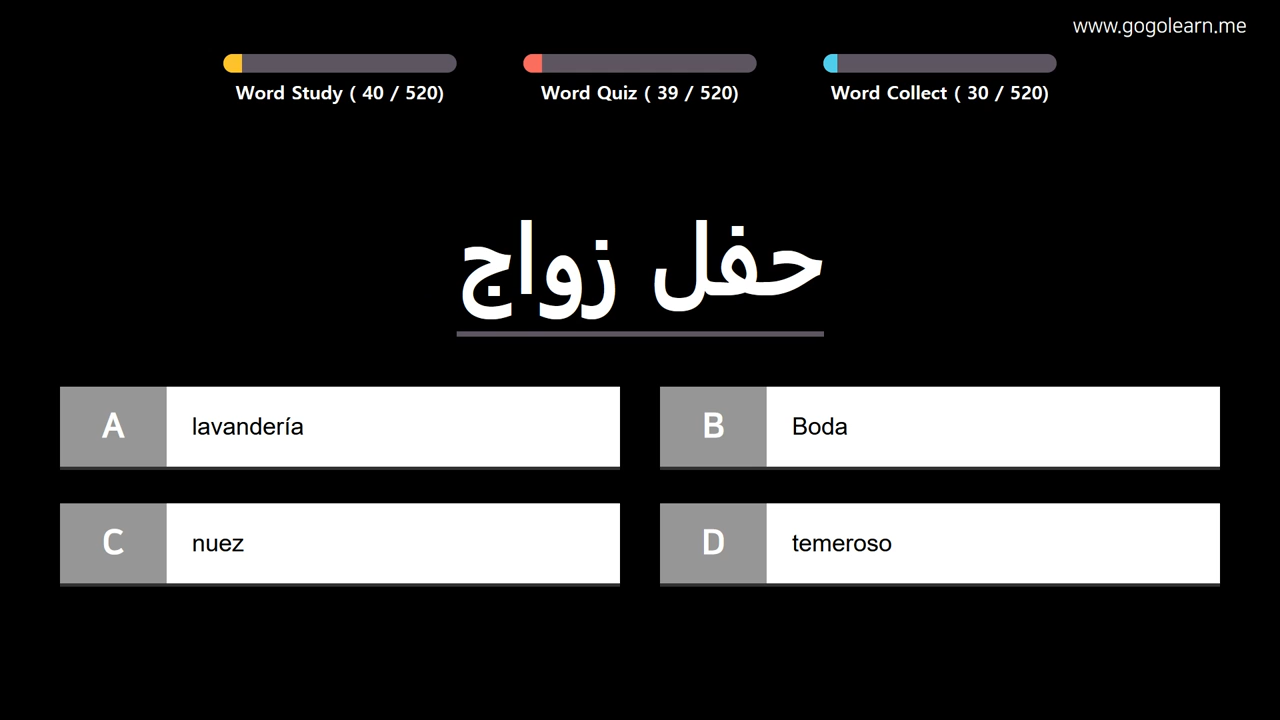 www.gogolearn.me
Word Study ( 40 / 520)
Word Quiz ( 39 / 520)
Word Collect ( 30 / 520)
حفل زواج
A lavandería
B Boda
C nuez
D temeroso